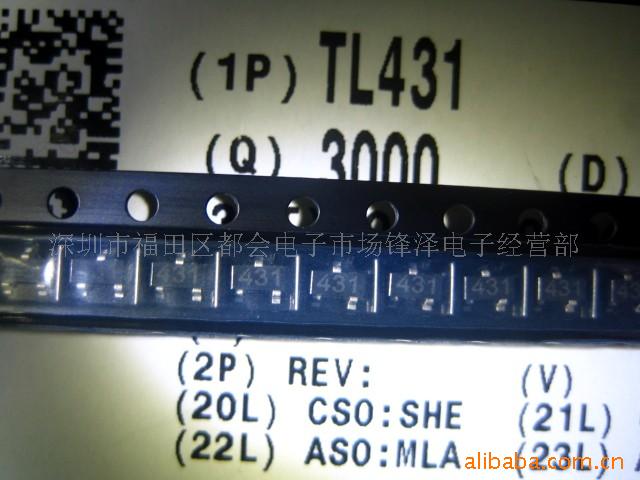 (1P) TL431
(Q) 3000 (D)
深圳市福田区都会电子市场锋泽电子经营部
431 431 431 431 431 431
(2P) REV: (V)
(20L) CSO:SHE (21L)
(22L) ASO:MLA (23L)
alibaba.com.cn